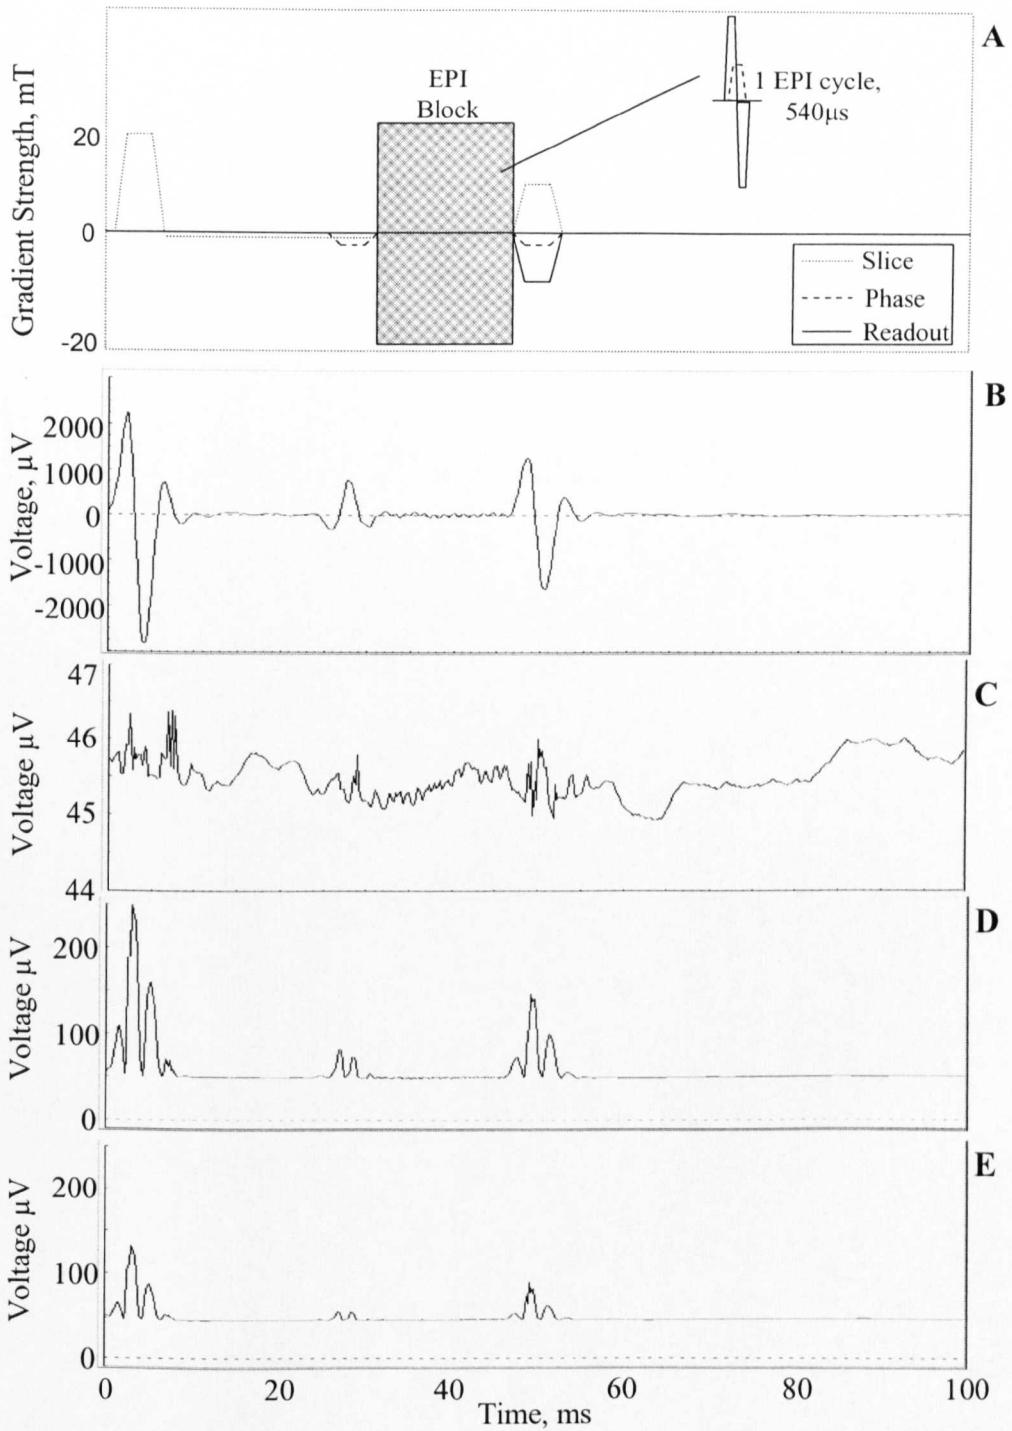 A
Gradient Strength, mT
20
0
-20
EPI
Block
1 EPI cycle,
540µs
Slice
Phase
Readout
B
Voltage, µV
2000
1000
0
-1000
-2000
C
Voltage µV
47
46
45
44
D
Voltage µV
200
100
0
E
Voltage µV
200
100
0
0
20
40
60
80
100
Time, ms